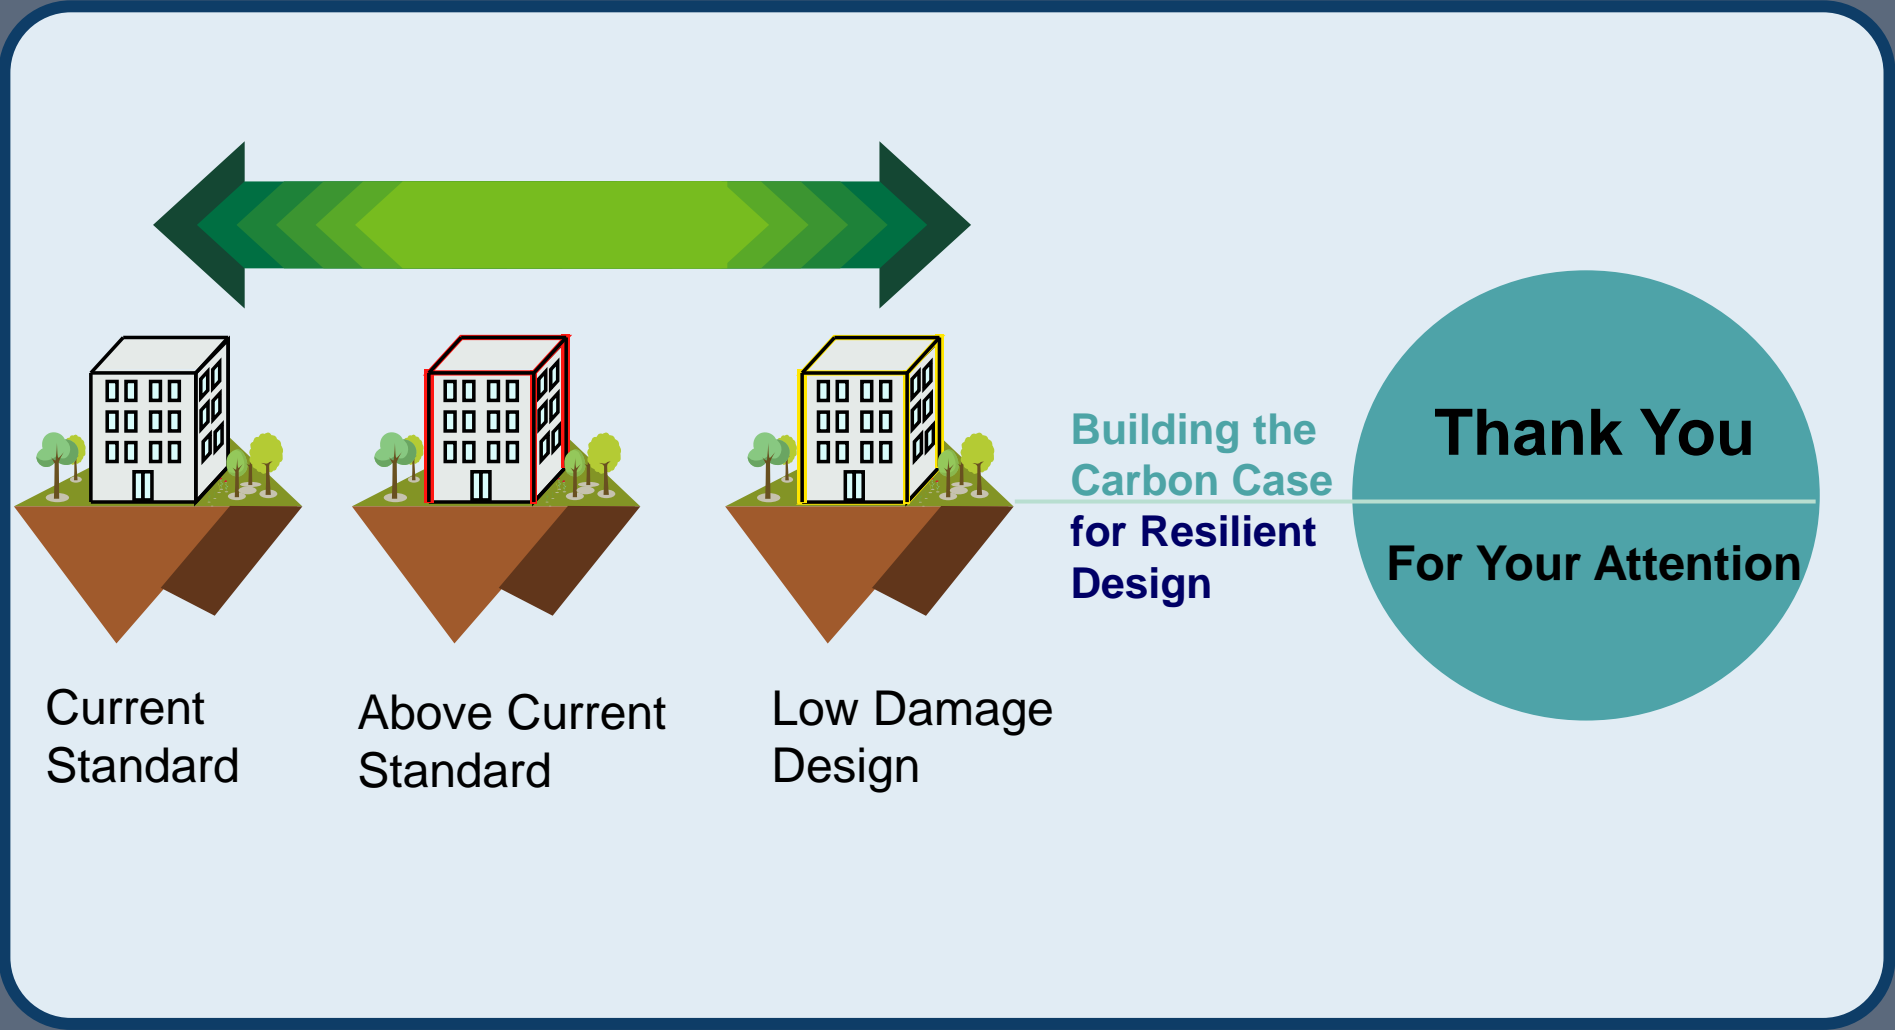 Building the
Carbon Case
for Resilient
Design
Thank You
For Your Attention
Current
Standard
Above Current
Standard
Low Damage
Design